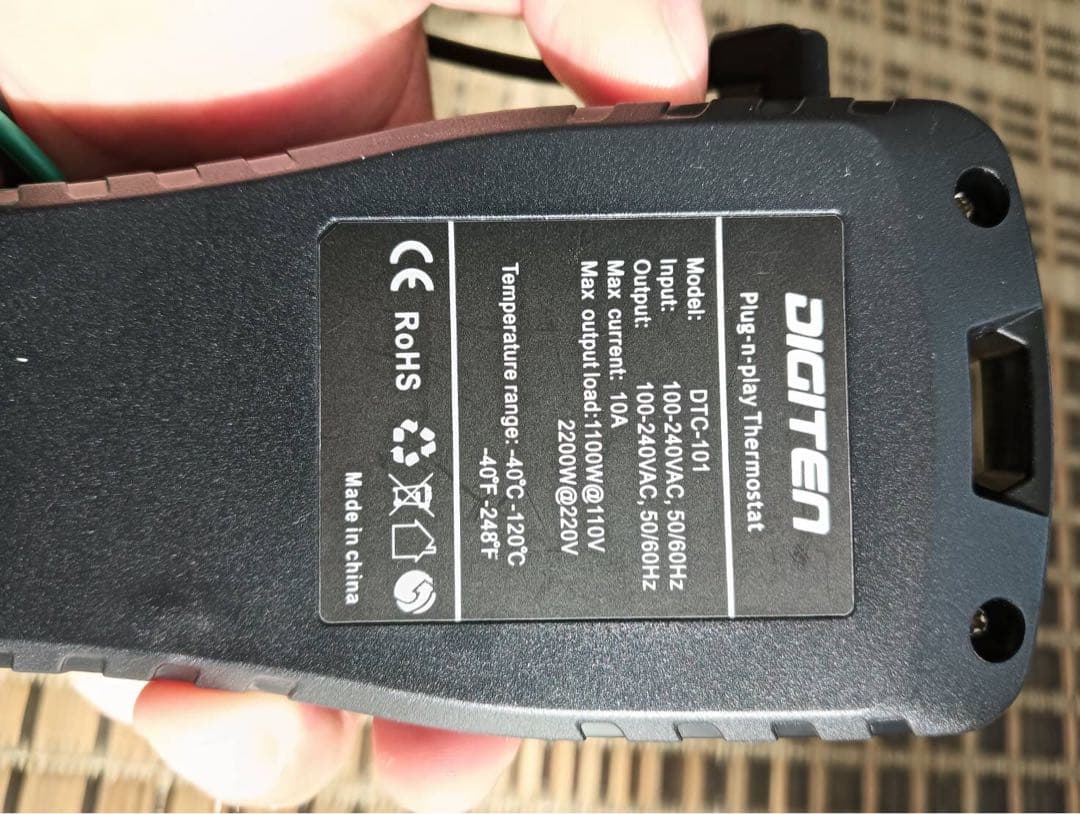 DIGITEN
Plug-n-play Thermostat
Model: DTC-101
Input: 100-240VAC, 50/60Hz
Output: 100-240VAC, 50/60Hz
Max current: 10A
Max output load:1100W@110V
2200W@220V
Temperature range: -40℃ -120℃
-40℉ -248℉
CE RoHS
Made in china